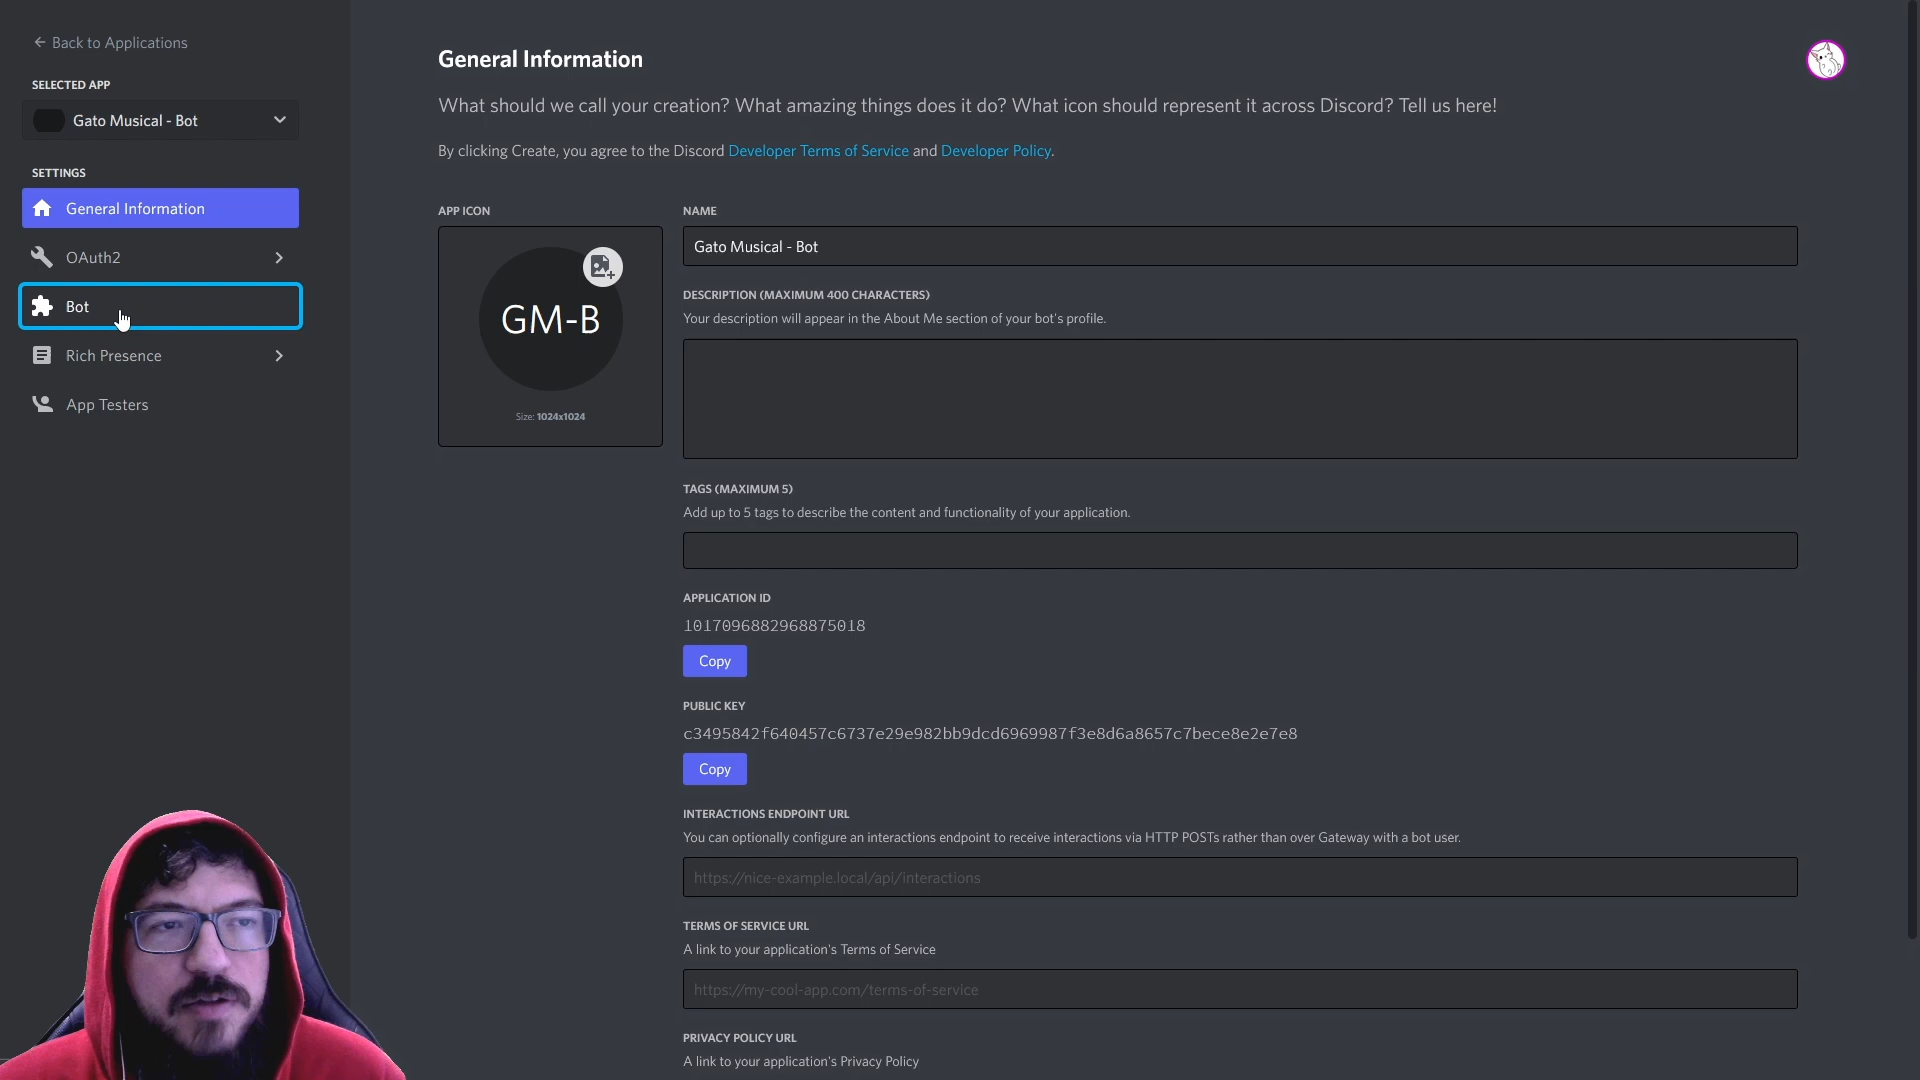 Back to Applications
SELECTED APP
Gato Musical - Bot
SETTINGS
General Information
OAuth2
Bot
Rich Presence
App Testers
General Information
What should we call your creation? What amazing things does it do? What icon should represent it across Discord? Tell us here!
By clicking Create, you agree to the Discord Developer Terms of Service and Developer Policy.
APP ICON
GM-B
Size: 1024x1024
NAME
Gato Musical - Bot
DESCRIPTION (MAXIMUM 400 CHARACTERS)
Your description will appear in the About Me section of your bot's profile.
TAGS (MAXIMUM 5)
Add up to 5 tags to describe the content and functionality of your application.
APPLICATION ID
1017096882968875018
Copy
PUBLIC KEY
c3495842f640457c6737e29e982bb9dcd6969987f3e8d6a8657c7bece8e2e7e8
Copy
INTERACTIONS ENDPOINT URL
You can optionally configure an interactions endpoint to receive interactions via HTTP POSTs rather than over Gateway with a bot user.
https://nice-example.local/api/interactions
TERMS OF SERVICE URL
A link to your application's Terms of Service
https://my-cool-app.com/terms-of-service
PRIVACY POLICY URL
A link to your application's Privacy Policy